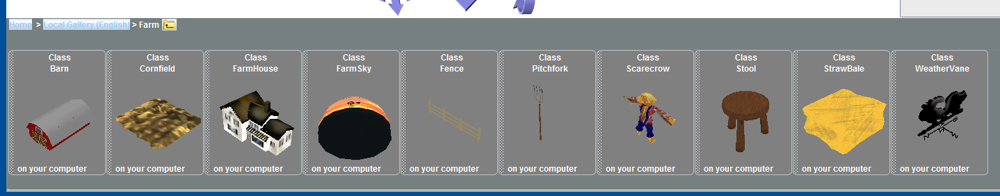 Home > Local Gallery (English) > Farm
Class
Barn
on your computer
Class
Cornfield
on your computer
Class
FarmHouse
on your computer
Class
FarmSky
on your computer
Class
Fence
on your computer
Class
Pitchfork
on your computer
Class
Scarecrow
on your computer
Class
Stool
on your computer
Class
StrawBale
on your computer
Class
WeatherVane
on your computer